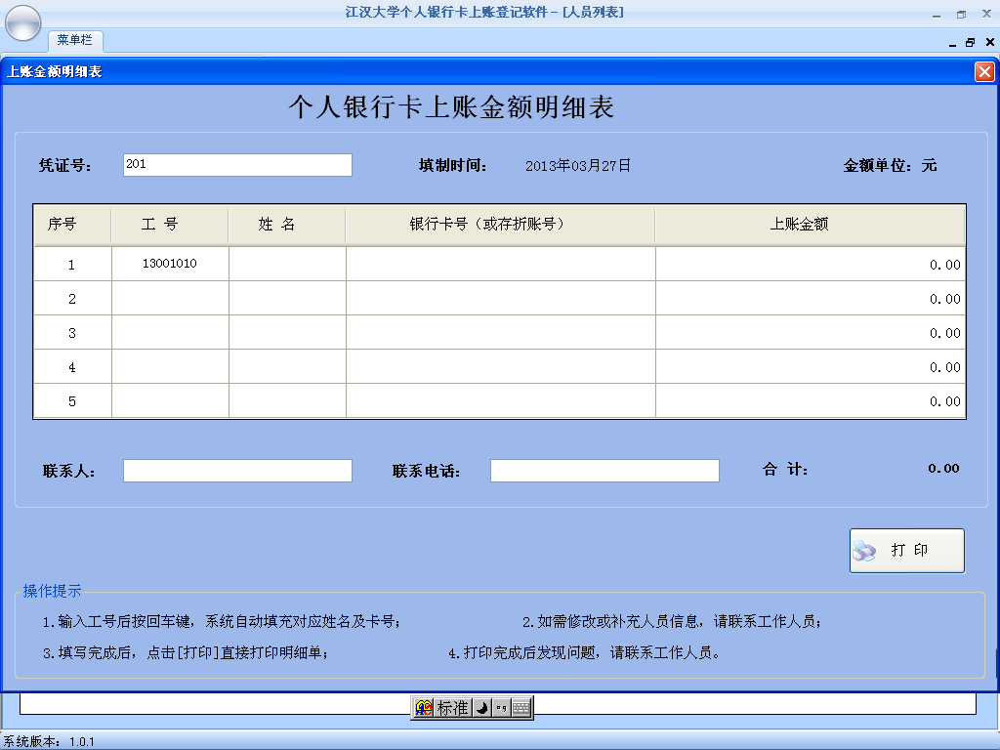 江汉大学个人银行卡上账登记软件 - [人员列表]
菜单栏
上账金额明细表
个人银行卡上账金额明细表
凭证号： 201 填制时间： 2013年03月27日 金额单位：元
序号 工 号 姓 名 银行卡号（或存折账号） 上账金额
1 13001010 0.00
2 0.00
3 0.00
4 0.00
5 0.00
联系人： 联系电话： 合 计： 0.00
打 印
操作提示
1.输入工号后按回车键，系统自动填充对应姓名及卡号； 2.如需修改或补充人员信息，请联系工作人员；
3.填写完成后，点击[打印]直接打印明细单； 4.打印完成后发现问题，请联系工作人员。
标准
系统版本： 1.0.1